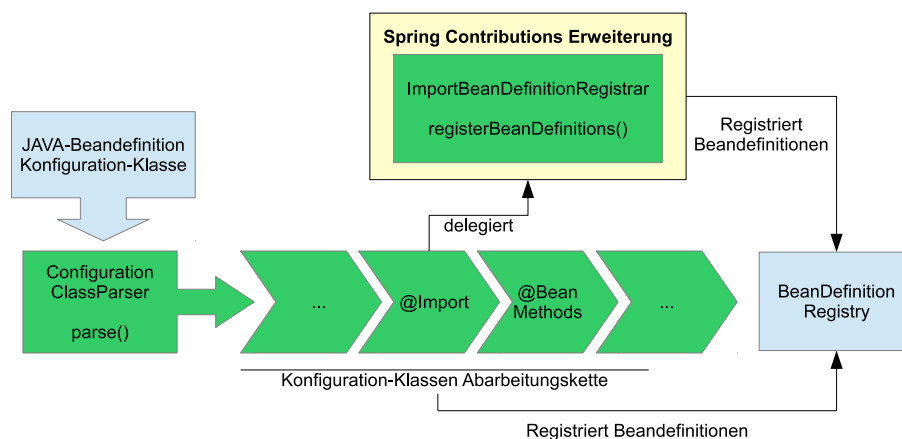 Spring Contributions Erweiterung
ImportBeanDefinitionRegistrar
registerBeanDefinitions()
Registriert
Beandefinitionen
JAVA-Beandefinition
Konfiguration-Klasse
delegiert
Configuration
ClassParser
parse()
...
@Import
@Bean
Methods
...
BeanDefinition
Registry
Konfiguration-Klassen Abarbeitungskette
Registriert Beandefinitionen